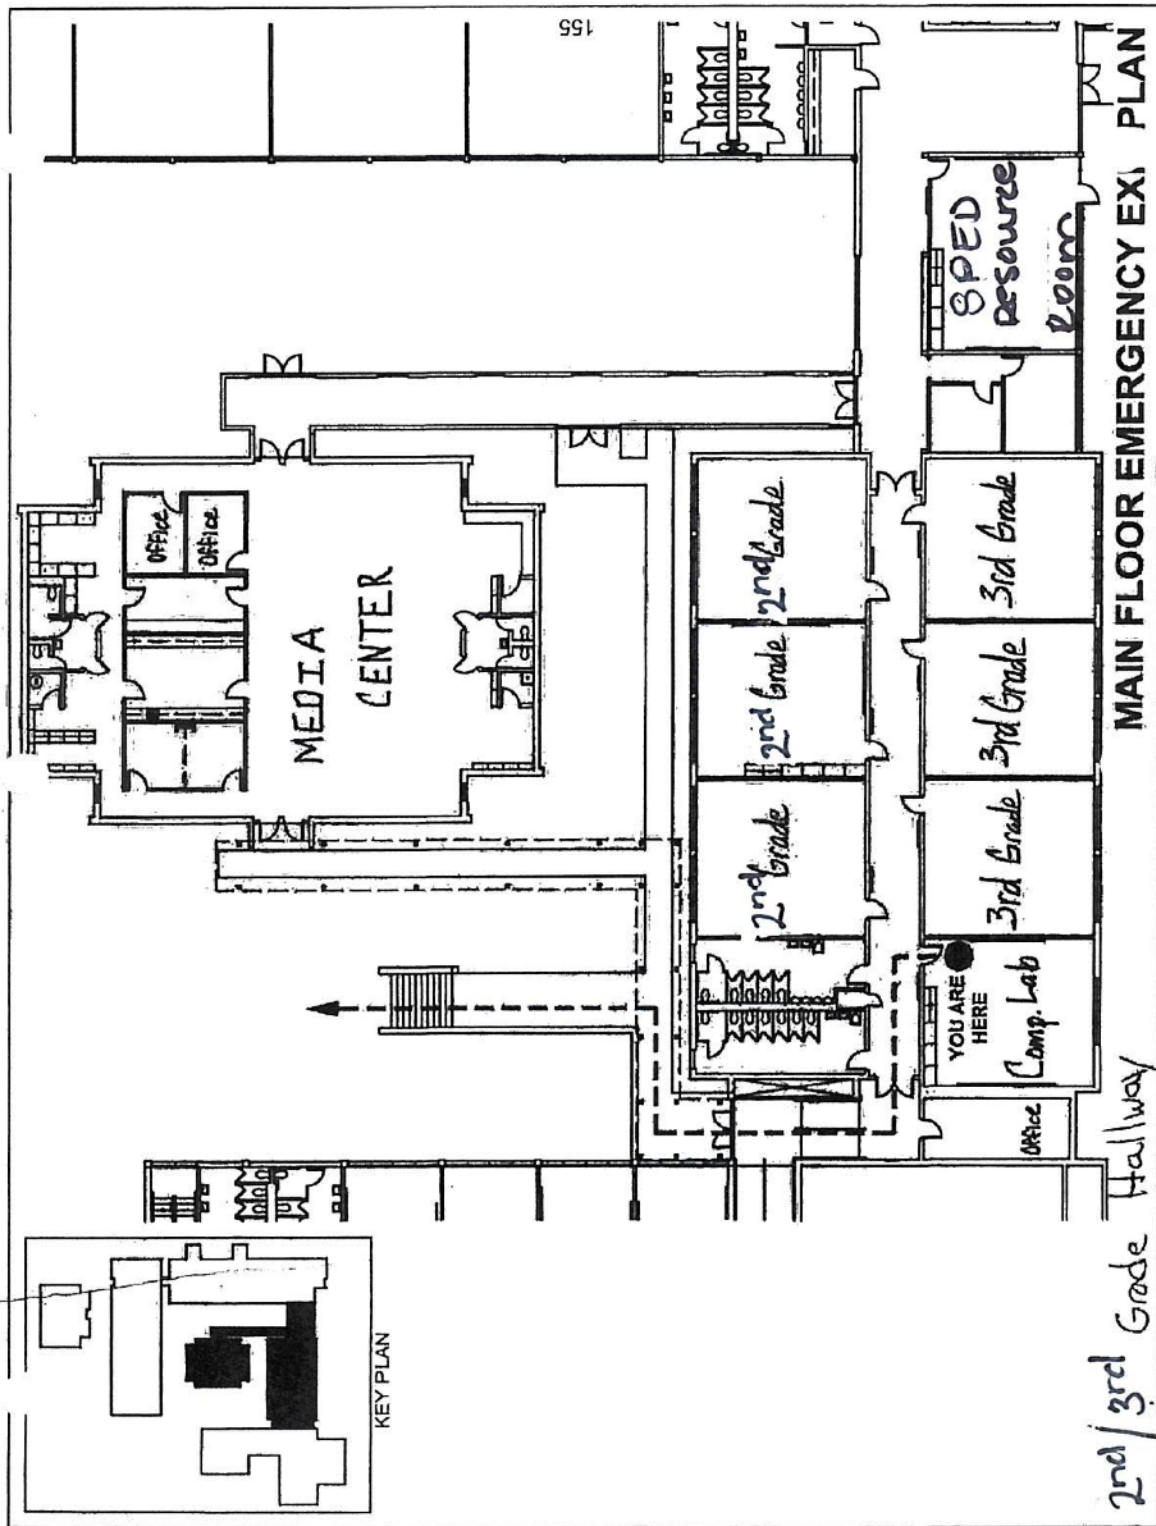 155
OFFICE
OFFICE
MEDIA
CENTER
2nd Grade
2nd Grade
2nd Grade
3rd Grade
3rd Grade
3rd Grade
SPED
Resource
Room
YOU ARE
HERE
Comp. Lab
OFFICE
KEY PLAN
2nd/3rd Grade Hallway
MAIN FLOOR EMERGENCY EXI PLAN